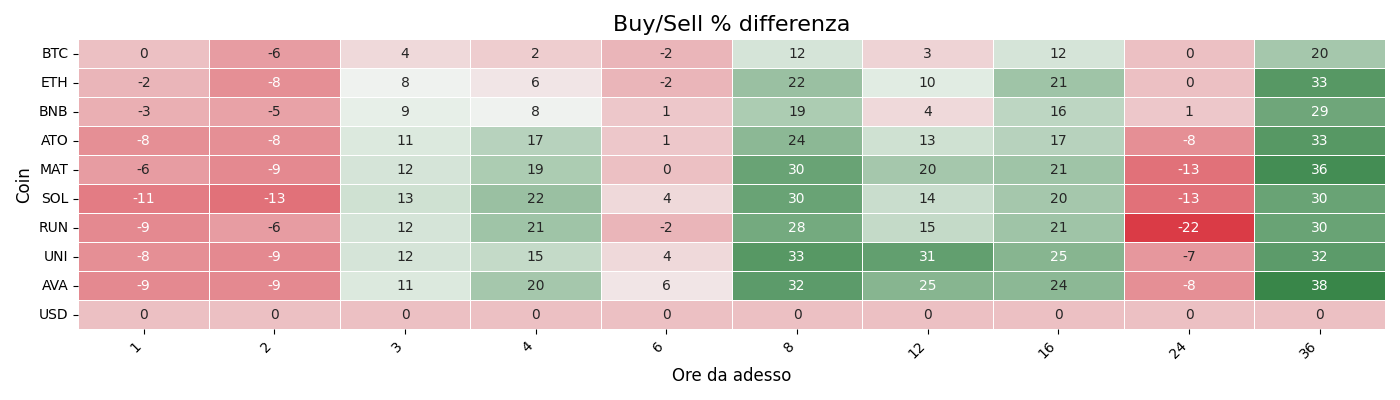 Buy/Sell % differenza
BTC 0 -6 4 2 -2 12 3 12 0 20
ETH -2 -8 8 6 -2 22 10 21 0 33
BNB -3 -5 9 8 1 19 4 16 1 29
ATO -8 -8 11 17 1 24 13 17 -8 33
MAT -6 -9 12 19 0 30 20 21 -13 36
SOL -11 -13 13 22 4 30 14 20 -13 30
RUN -9 -6 12 21 -2 28 15 21 -22 30
UNI -8 -9 12 15 4 33 31 25 -7 32
AVA -9 -9 11 20 6 32 25 24 -8 38
USD 0 0 0 0 0 0 0 0 0 0
Coin
1 2 3 4 6 8 12 16 24 36
Ore da adesso